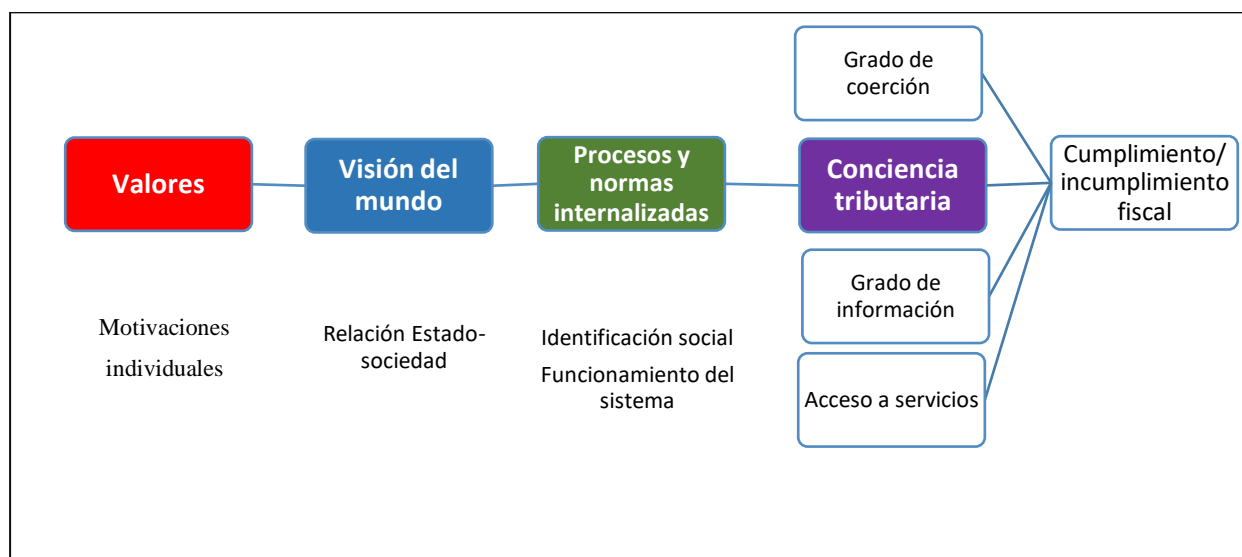 Grado de
coerción
Valores
Visión del
mundo
Procesos y
normas
internalizadas
Conciencia
tributaria
Cumplimiento/
incumplimiento
fiscal
Motivaciones
individuales
Relación Estado-
sociedad
Identificación social
Funcionamiento del
sistema
Grado de
información
Acceso a servicios